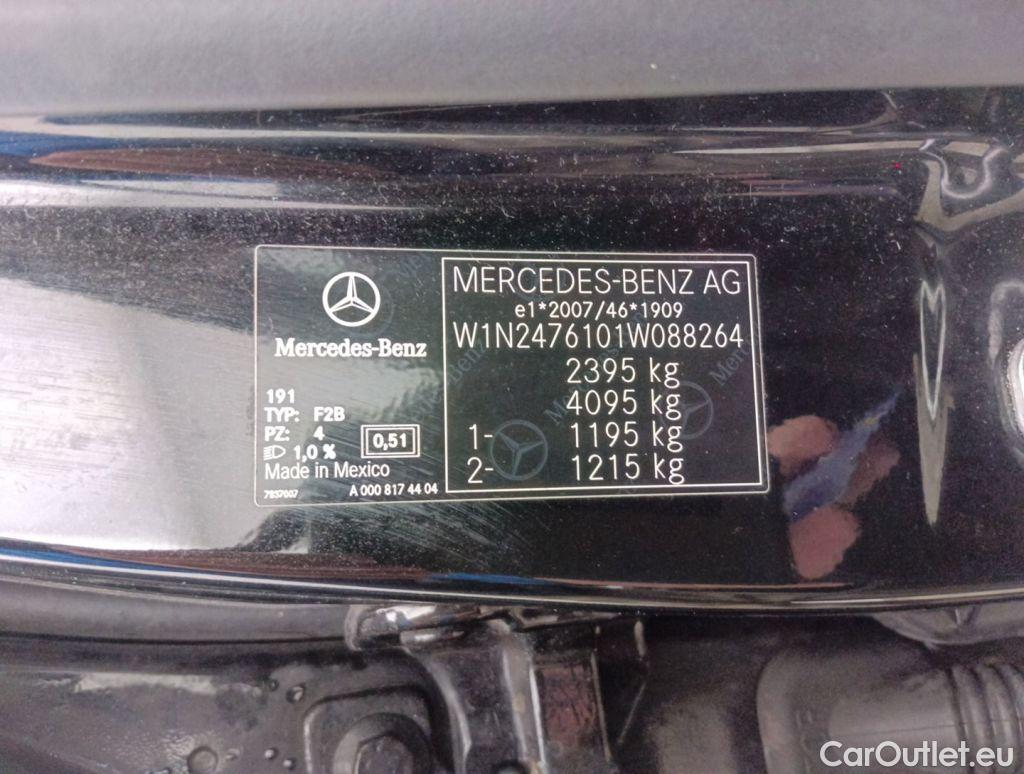 Mercedes-Benz
191
TYP: F2B
PZ: 4
1,0 %
0,51
Made in Mexico
7837007
A 000 817 44 04
MERCEDES-BENZ AG
e1*2007/46*1909
W1N2476101W088264
2395 kg
4095 kg
1- 1195 kg
2- 1215 kg
CarOutlet.eu